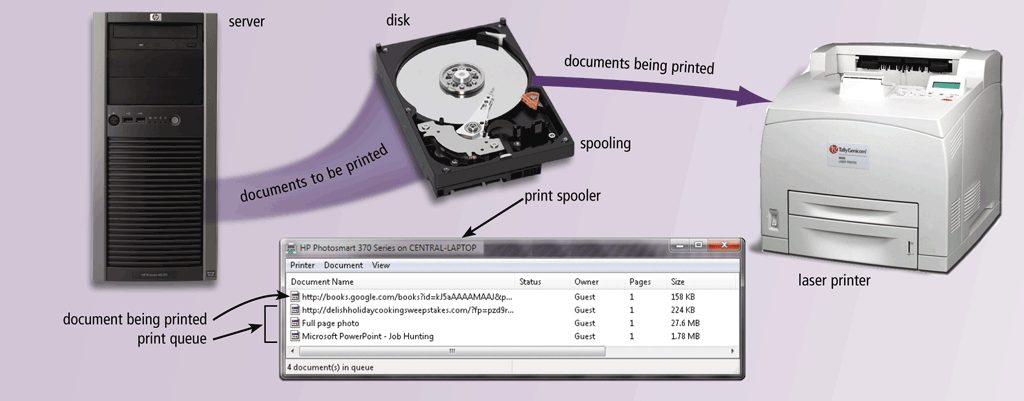 server
disk
documents being printed
hp
TallyGenicom
documents to be printed
spooling
print spooler
laser printer
HP Photosmart 370 Series on CENTRAL-LAPTOP
Printer Document View
Document Name Status Owner Pages Size
document being printed
http://books.google.com/books?id=kJ5aAAAAMAAJ&p... Guest 1 158 KB
print queue
http://delishholidaycookingsweepstakes.com/?fp=pzd9r... Guest 1 224 KB
Full page photo Guest 1 27.6 MB
Microsoft PowerPoint - Job Hunting Guest 1 1.78 MB
4 document(s) in queue